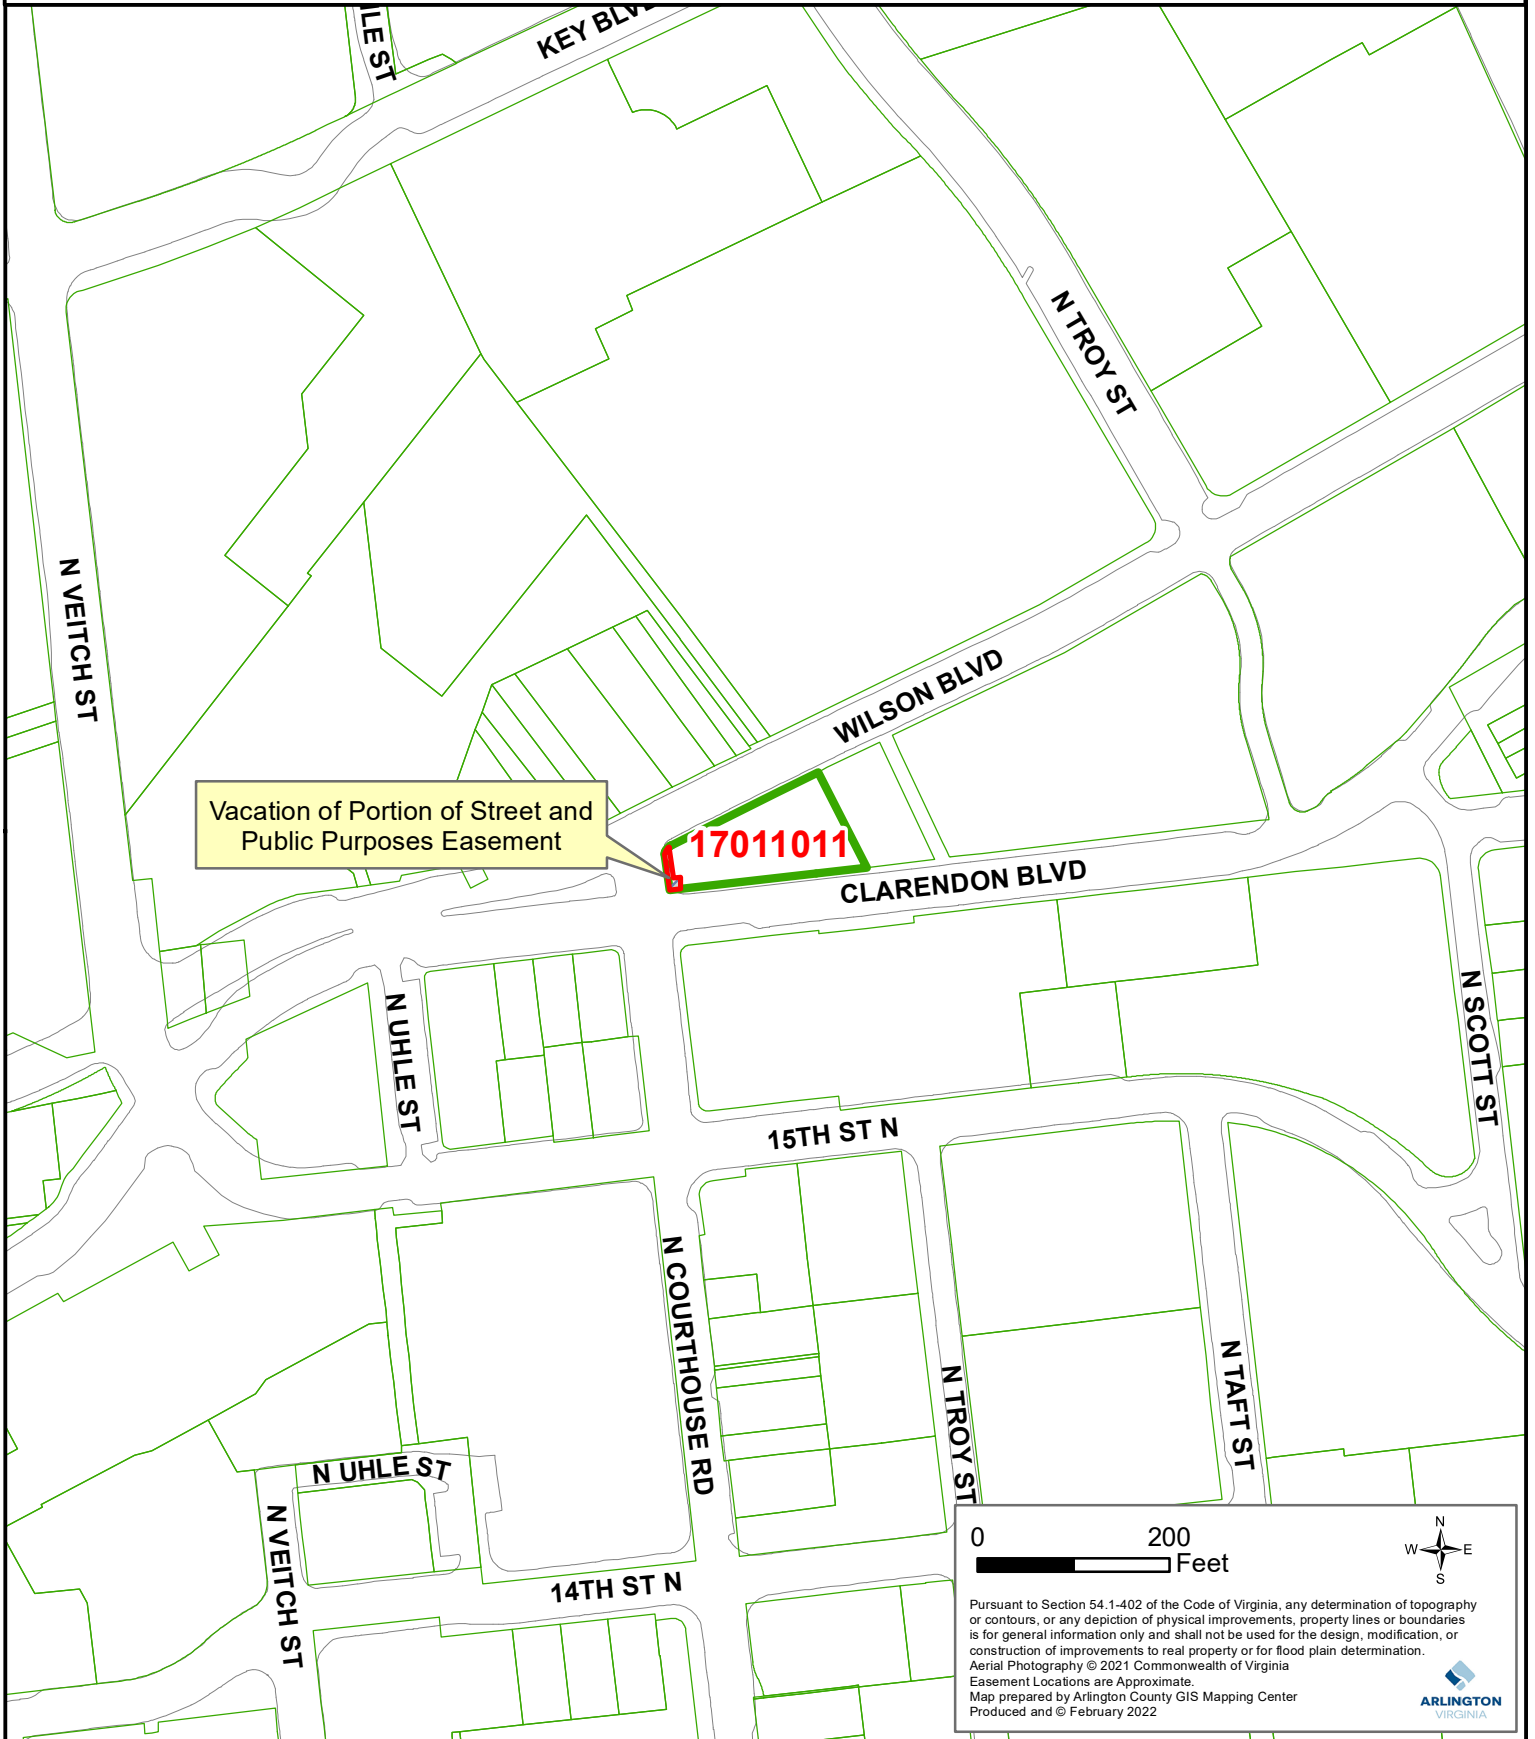 ILE ST
KEY BLVD
N TROY ST
N VEITCH ST
WILSON BLVD
Vacation of Portion of Street and
Public Purposes Easement
17011011
CLARENDON BLVD
N UHLE ST
N SCOTT ST
15TH ST N
N COURTHOUSE RD
N TROY ST
N TAFT ST
N UHLE ST
N VEITCH ST
14TH ST N
0 200
Feet
N
W E
S
Pursuant to Section 54.1-402 of the Code of Virginia, any determination of topography
or contours, or any depiction of physical improvements, property lines or boundaries
is for general information only and shall not be used for the design, modification, or
construction of improvements to real property or for flood plain determination.
Aerial Photography © 2021 Commonwealth of Virginia
Easement Locations are Approximate.
Map prepared by Arlington County GIS Mapping Center
Produced and © February 2022
ARLINGTON
VIRGINIA